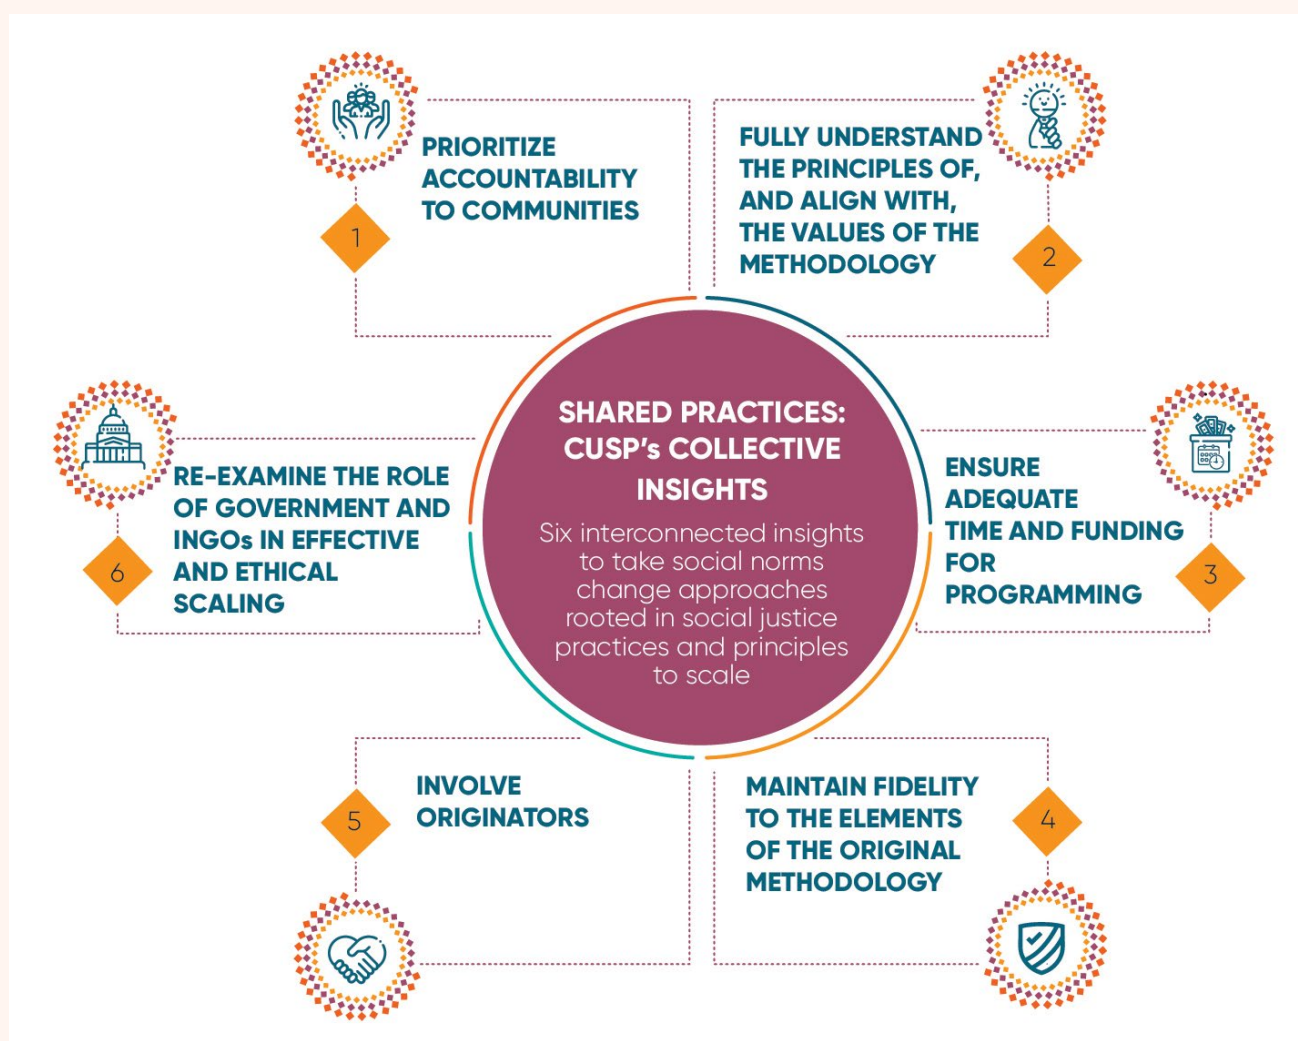 PRIORITIZE
ACCOUNTABILITY
TO COMMUNITIES
1
FULLY UNDERSTAND
THE PRINCIPLES OF,
AND ALIGN WITH,
THE VALUES OF THE
METHODOLOGY
2
SHARED PRACTICES:
CUSP's COLLECTIVE
INSIGHTS
Six interconnected insights
to take social norms
change approaches
rooted in social justice
practices and principles
to scale
ENSURE
ADEQUATE
TIME AND FUNDING
FOR
PROGRAMMING
3
MAINTAIN FIDELITY
TO THE ELEMENTS
OF THE ORIGINAL
METHODOLOGY
4
INVOLVE
ORIGINATORS
5
RE-EXAMINE THE ROLE
OF GOVERNMENT AND
INGOs IN EFFECTIVE
AND ETHICAL
SCALING
6